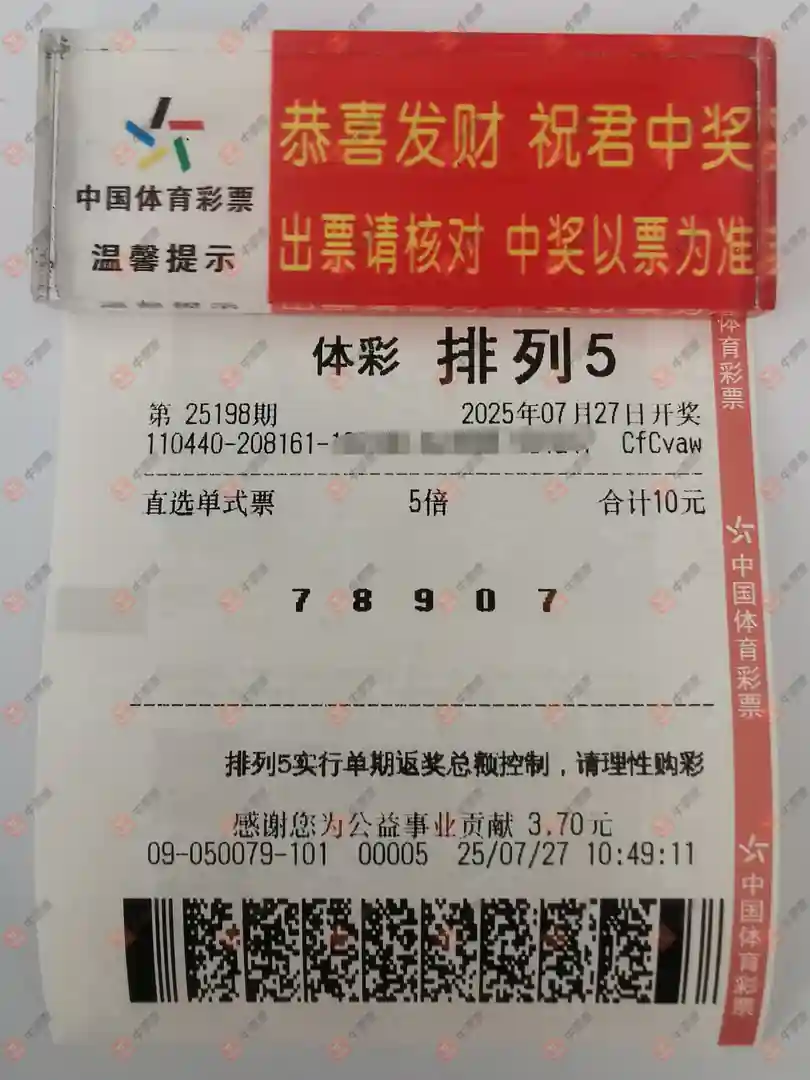 中国体育彩票
温馨提示
恭喜发财 祝君中奖
出票请核对 中奖以票为准
体彩 排列5
第 25198期 2025年07月27日开奖
110440-208161- CfCvaw
直选单式票 5倍 合计10元
7 8 9 0 7
排列5实行单期返奖总额控制，请理性购彩
感谢您为公益事业贡献 3.70元
09-050079-101 00005 25/07/27 10:49:11
体育彩票
中国体育彩票
中国体育彩票